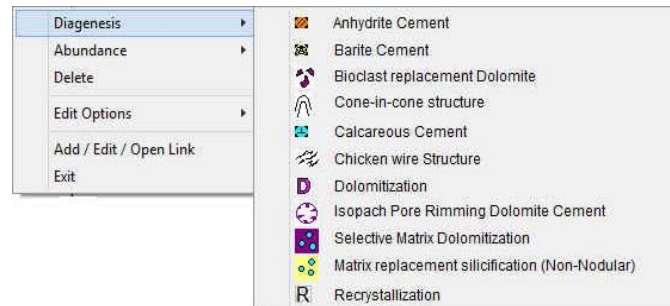 Diagenesis
Abundance
Delete
Edit Options
Add / Edit / Open Link
Exit
Anhydrite Cement
Barite Cement
Bioclast replacement Dolomite
Cone-in-cone structure
Calcareous Cement
Chicken wire Structure
D Dolomitization
Isopach Pore Rimming Dolomite Cement
Selective Matrix Dolomitization
Matrix replacement silicification (Non-Nodular)
R Recrystallization